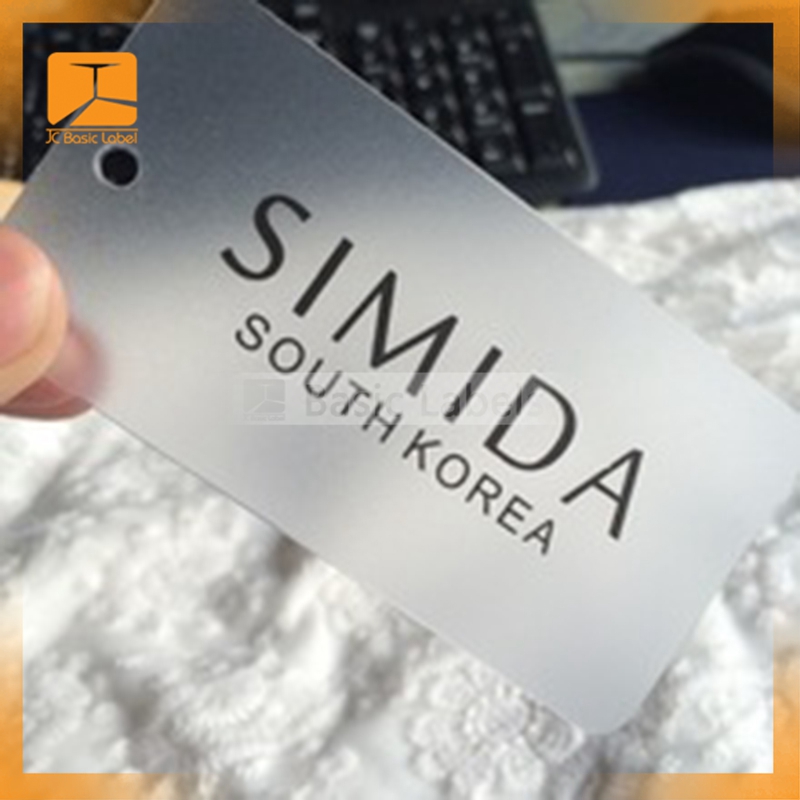 JC Basic Label
SIMIDA
SOUTH KOREA
Basic Labels